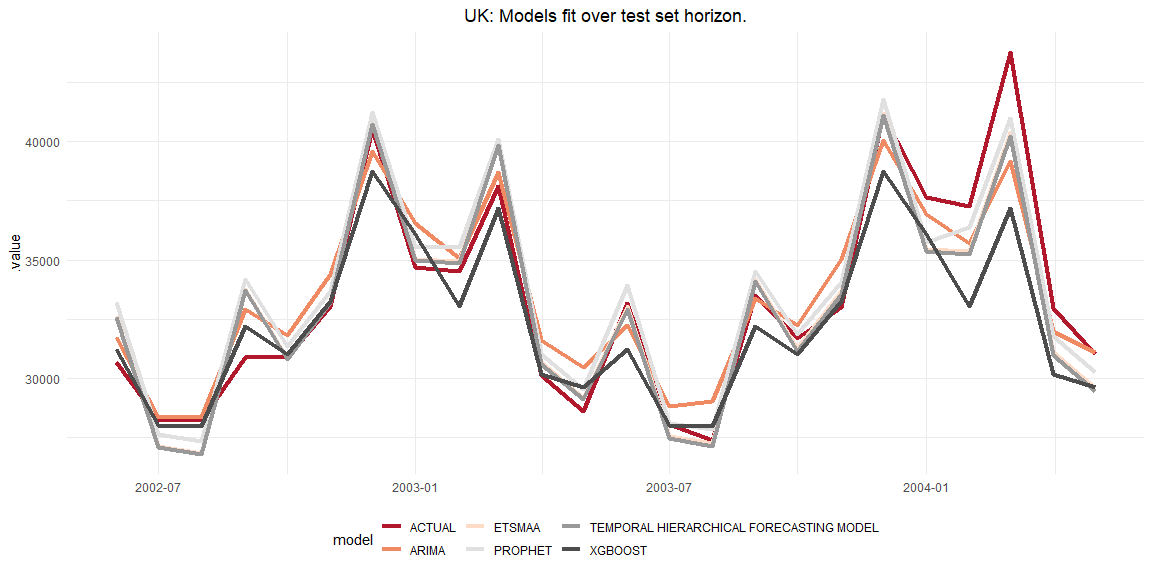 UK: Models fit over test set horizon.
.value
40000
35000
30000
2002-07 2003-01 2003-07 2004-01
model
ACTUAL ETSMAA TEMPORAL HIERARCHICAL FORECASTING MODEL
ARIMA PROPHET XGBOOST